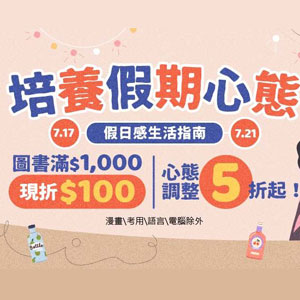 培養假期心態
7.17 假日感生活指南 7.21
圖書滿$1,000
現折$100
心態
調整5折起!
漫畫\考用\語言\電腦除外